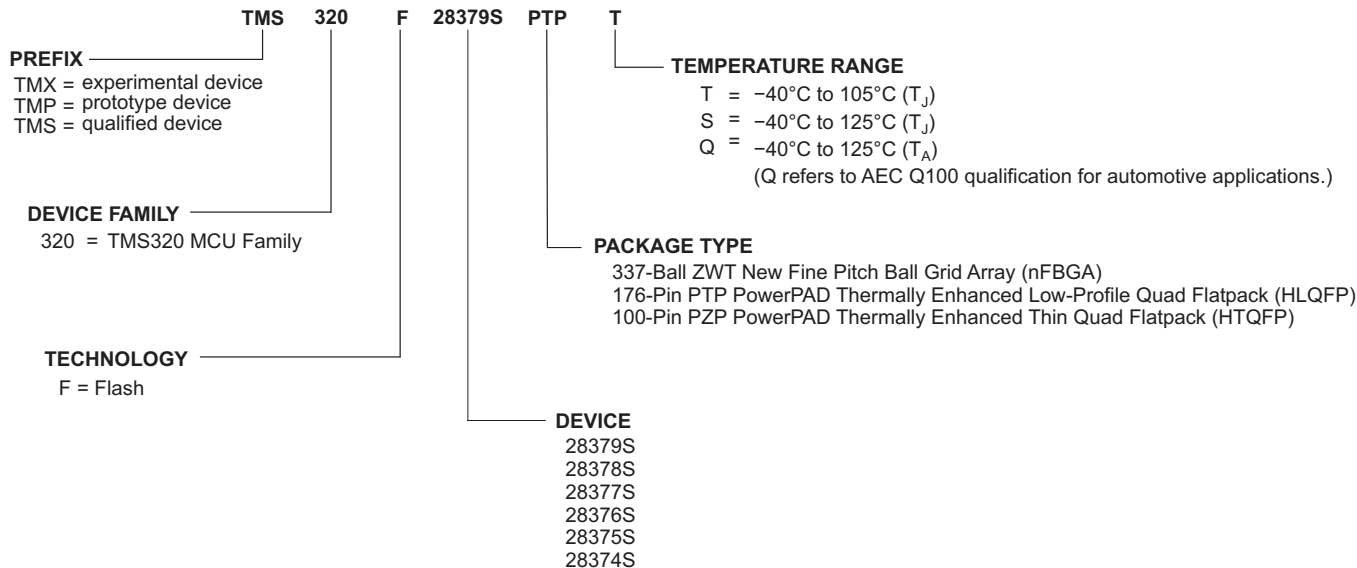 TMS 320 F 28379S PTP T
PREFIX
TMX = experimental device
TMP = prototype device
TMS = qualified device
TEMPERATURE RANGE
T = −40°C to 105°C (TJ)
S = −40°C to 125°C (TJ)
Q = −40°C to 125°C (TA)
(Q refers to AEC Q100 qualification for automotive applications.)
DEVICE FAMILY
320 = TMS320 MCU Family
PACKAGE TYPE
337-Ball ZWT New Fine Pitch Ball Grid Array (nFBGA)
176-Pin PTP PowerPAD Thermally Enhanced Low-Profile Quad Flatpack (HLQFP)
100-Pin PZP PowerPAD Thermally Enhanced Thin Quad Flatpack (HTQFP)
TECHNOLOGY
F = Flash
DEVICE
28379S
28378S
28377S
28376S
28375S
28374S